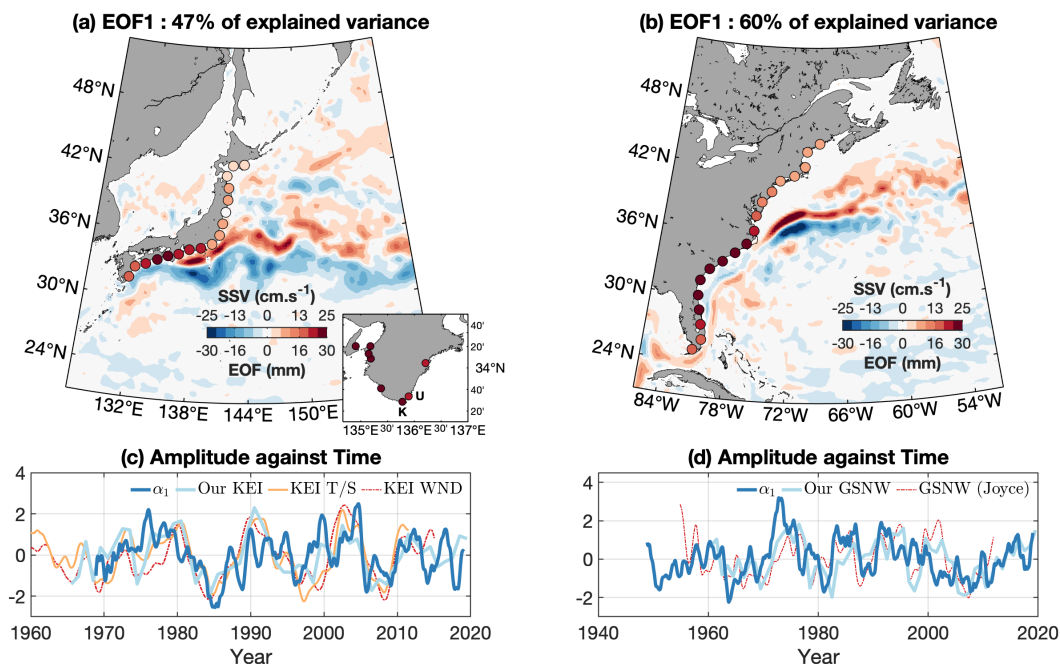 (a) EOF1 : 47% of explained variance
48°N
42°N
36°N
30°N
24°N
132°E 138°E 144°E 150°E
SSV (cm.s⁻¹)
-25 -13 0 13 25
-30 -16 0 16 30
EOF (mm)
40'
20'
34°N
40'
20'
U
K
135°E 30' 136°E 30' 137°E
(b) EOF1 : 60% of explained variance
48°N
42°N
36°N
30°N
24°N
84°W 78°W 72°W 66°W 60°W 54°W
SSV (cm.s⁻¹)
-25 -13 0 13 25
-30 -16 0 16 30
EOF (mm)
(c) Amplitude against Time
α₁ Our KEI KEI T/S KEI WND
4
2
0
-2
1960 1970 1980 1990 2000 2010 2020
Year
(d) Amplitude against Time
α₁ Our GSNW GSNW (Joyce)
4
2
0
-2
1940 1960 1980 2000 2020
Year